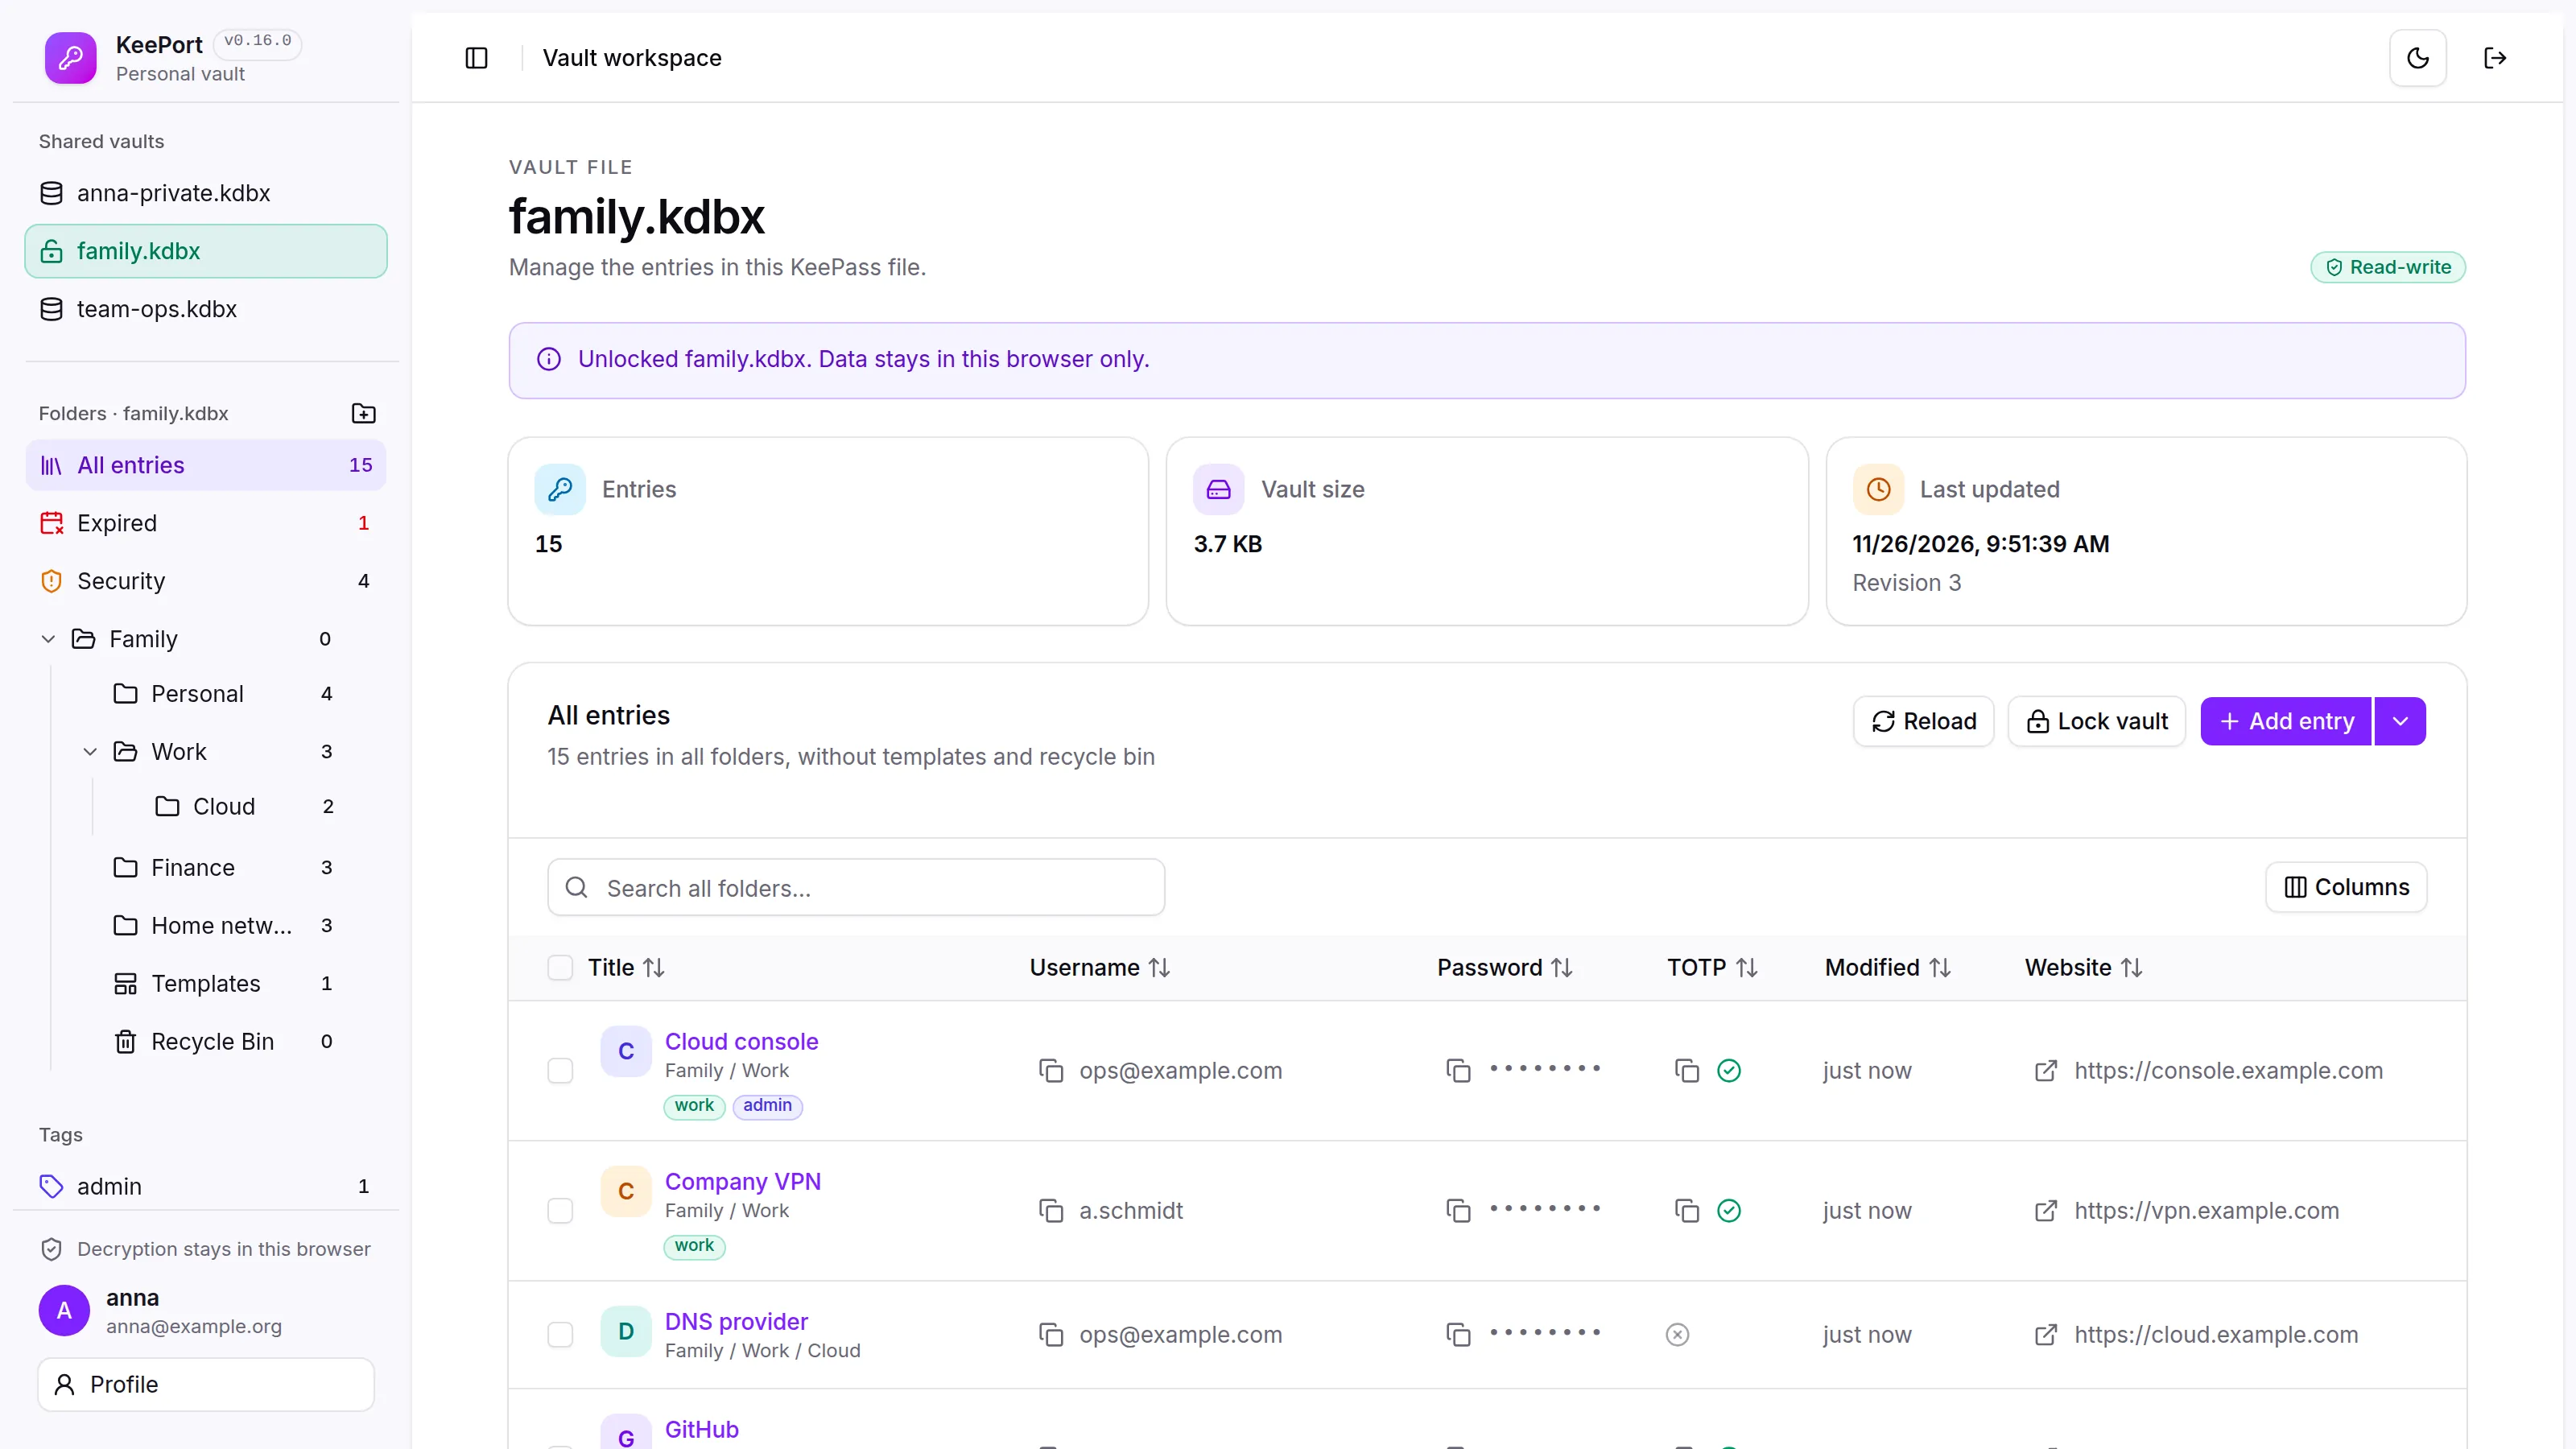 KeePort v0.16.0
Personal vault
Shared vaults
anna-private.kdbx
family.kdbx
team-ops.kdbx
Folders · family.kdbx
All entries 15
Expired 1
Security 4
Family 0
Personal 4
Work 3
Cloud 2
Finance 3
Home netw... 3
Templates 1
Recycle Bin 0
Tags
admin 1
Decryption stays in this browser
A
anna
anna@example.org
Profile
Vault workspace
VAULT FILE
family.kdbx
Manage the entries in this KeePass file.
Read-write
Unlocked family.kdbx. Data stays in this browser only.
Entries
15
Vault size
3.7 KB
Last updated
11/26/2026, 9:51:39 AM
Revision 3
All entries
15 entries in all folders, without templates and recycle bin
Reload
Lock vault
Add entry
Search all folders...
Columns
Title Username Password TOTP Modified Website
C Cloud console
Family / Work
work admin
ops@example.com •••••••• just now https://console.example.com
C Company VPN
Family / Work
work
a.schmidt •••••••• just now https://vpn.example.com
D DNS provider
Family / Work / Cloud
ops@example.com •••••••• just now https://cloud.example.com
G GitHub